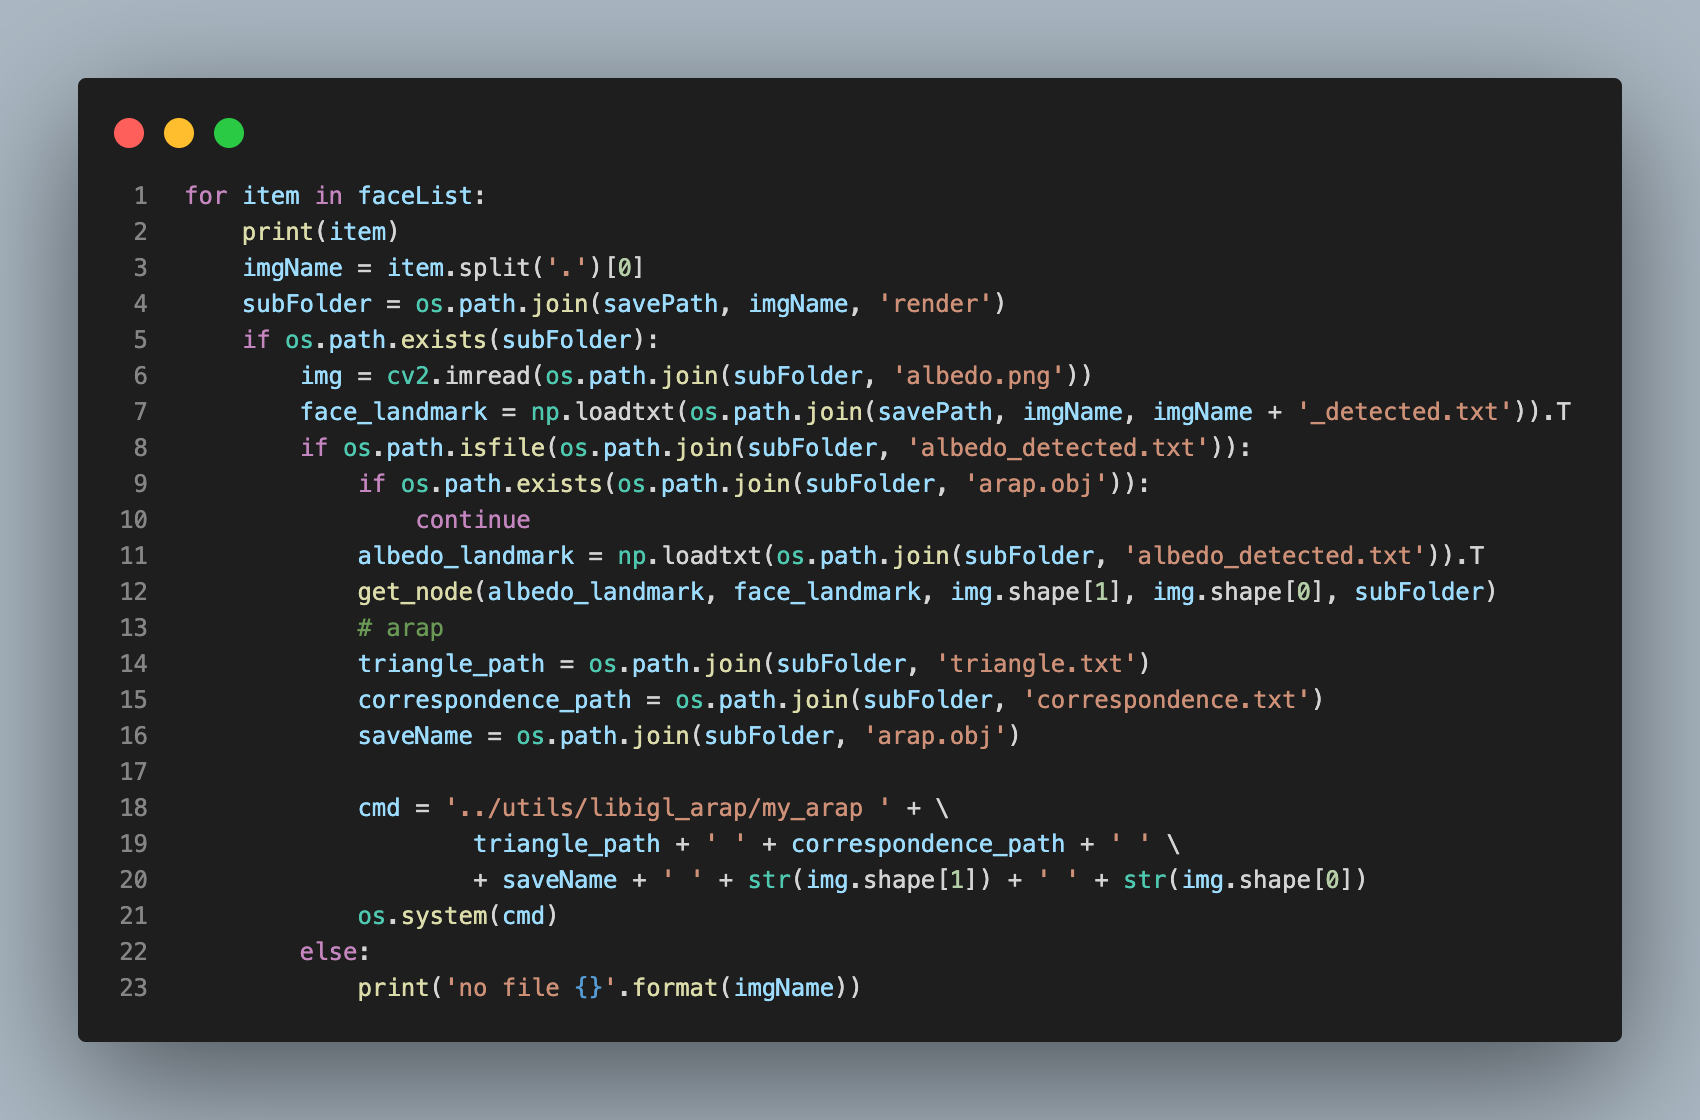 1 for item in faceList:
2     print(item)
3     imgName = item.split('.')[0]
4     subFolder = os.path.join(savePath, imgName, 'render')
5     if os.path.exists(subFolder):
6         img = cv2.imread(os.path.join(subFolder, 'albedo.png'))
7         face_landmark = np.loadtxt(os.path.join(savePath, imgName, imgName + '_detected.txt')).T
8         if os.path.isfile(os.path.join(subFolder, 'albedo_detected.txt')):
9             if os.path.exists(os.path.join(subFolder, 'arap.obj')):
10                 continue
11             albedo_landmark = np.loadtxt(os.path.join(subFolder, 'albedo_detected.txt')).T
12             get_node(albedo_landmark, face_landmark, img.shape[1], img.shape[0], subFolder)
13             # arap
14             triangle_path = os.path.join(subFolder, 'triangle.txt')
15             correspondence_path = os.path.join(subFolder, 'correspondence.txt')
16             saveName = os.path.join(subFolder, 'arap.obj')
17
18             cmd = '../utils/libigl_arap/my_arap ' + \
19                     triangle_path + ' ' + correspondence_path + ' ' \
20                     + saveName + ' ' + str(img.shape[1]) + ' ' + str(img.shape[0])
21             os.system(cmd)
22         else:
23             print('no file {}'.format(imgName))